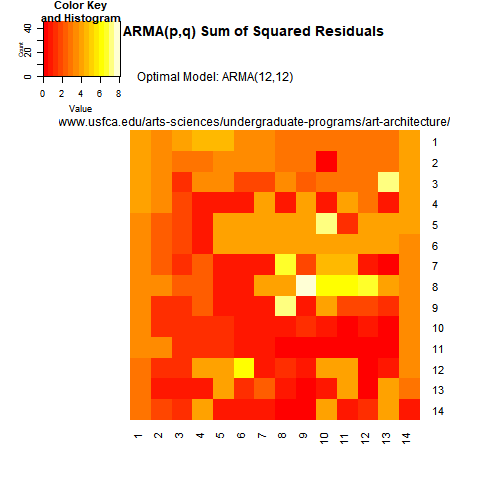 Color Key
and Histogram
Count
0 20 40
0 2 4 6 8
Value
ARMA(p,q) Sum of Squared Residuals
Optimal Model: ARMA(12,12)
www.usfca.edu/arts-sciences/undergraduate-programs/art-architecture/
1
2
3
4
5
6
7
8
9
10
11
12
13
14
1 2 3 4 5 6 7 8 9 10 11 12 13 14